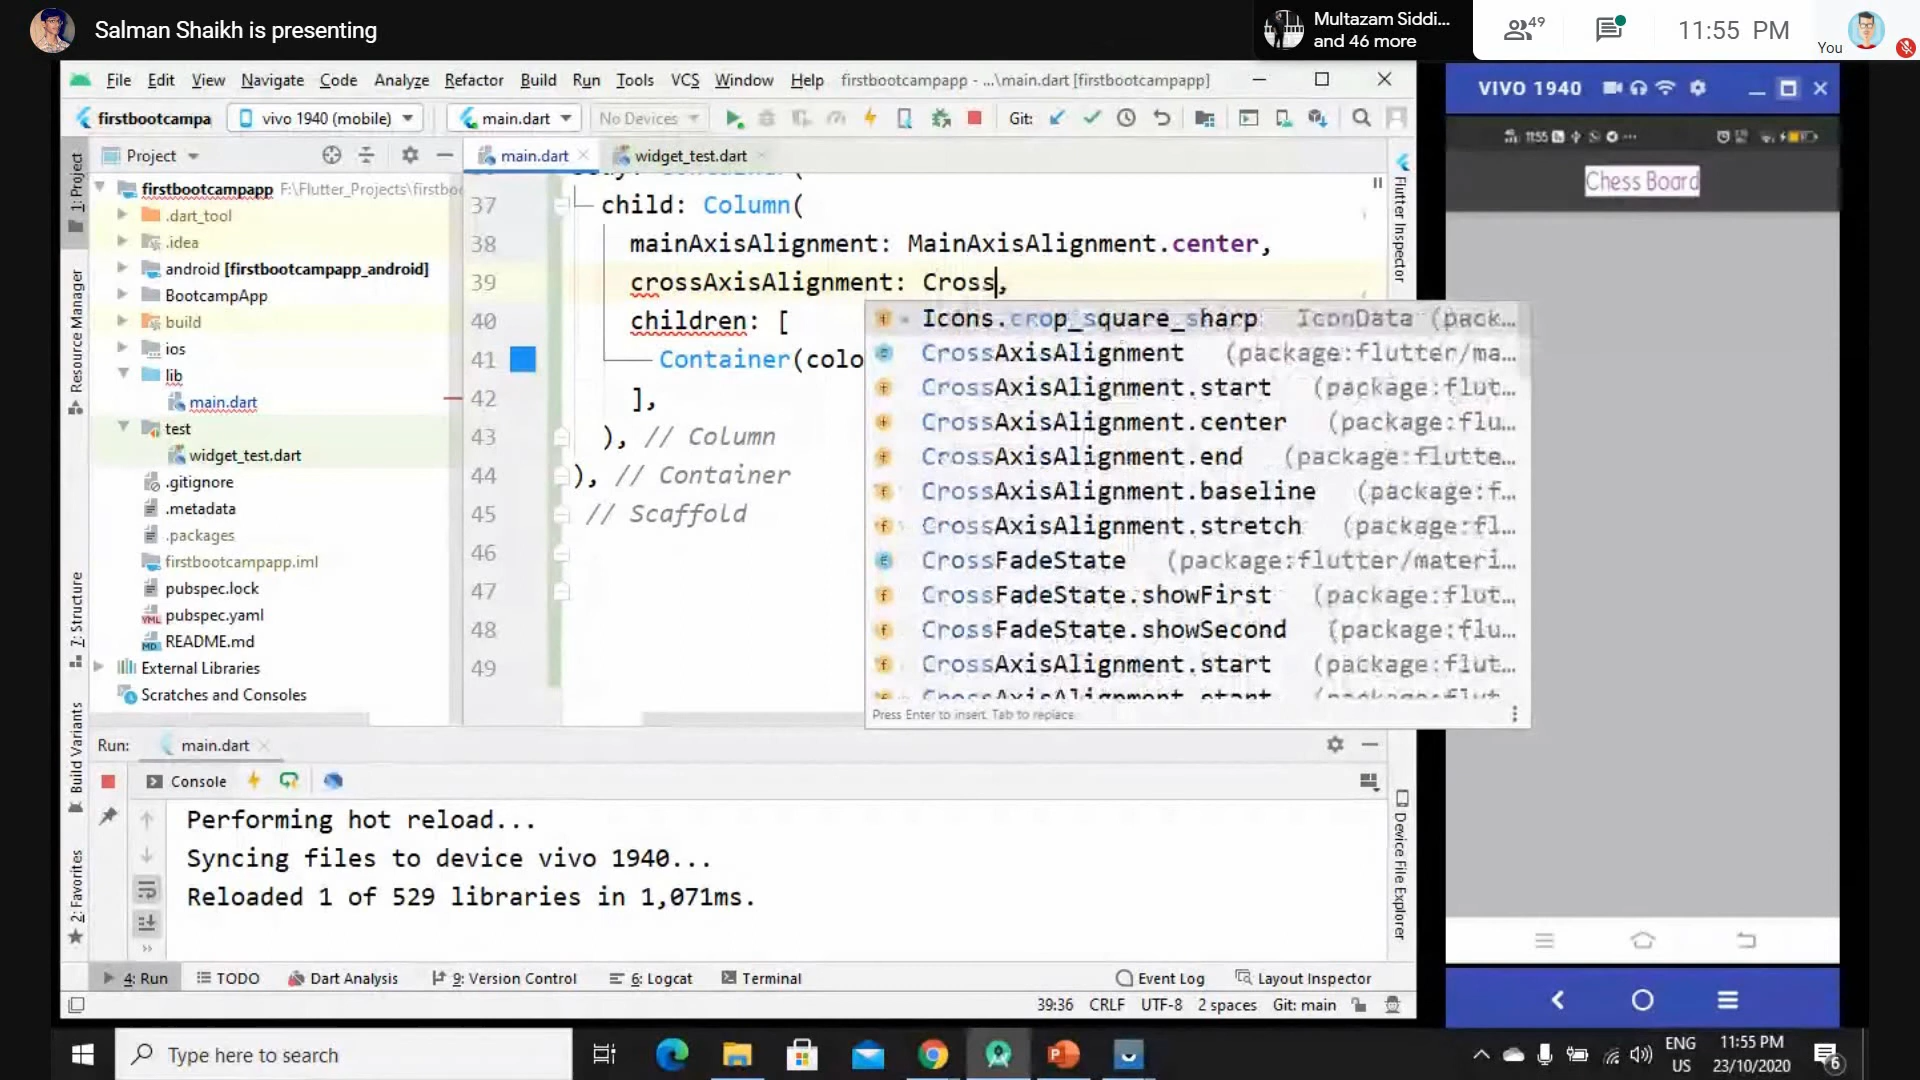 Salman Shaikh is presenting
Multazam Siddi...
and 46 more
49
11:55 PM
You
File Edit View Navigate Code Analyze Refactor Build Run Tools VCS Window Help firstbootcampapp - ...\main.dart [firstbootcampapp]
firstbootcampa vivo 1940 (mobile) main.dart No Devices Git:
VIVO 1940
1155
Chess Board
1: Project
Resource Manager
7: Structure
Build Variants
2: Favorites
Project
firstbootcampapp F:\Flutter_Projects\firstbo
.dart_tool
.idea
android [firstbootcampapp_android]
BootcampApp
build
ios
lib
main.dart
test
widget_test.dart
.gitignore
.metadata
.packages
firstbootcampapp.iml
pubspec.lock
pubspec.yaml
README.md
External Libraries
Scratches and Consoles
main.dart widget_test.dart
37 child: Column(
38 mainAxisAlignment: MainAxisAlignment.center,
39 crossAxisAlignment: Cross,
40 children: [
41 Container(colo
42 ],
43 ), // Column
44 ), // Container
45 // Scaffold
46
47
48
49
Icons.crop_square_sharp IconData (pack...
CrossAxisAlignment (package:flutter/ma...
CrossAxisAlignment.start (package:flut...
CrossAxisAlignment.center (package:flu...
CrossAxisAlignment.end (package:flutte...
CrossAxisAlignment.baseline (package:f...
CrossAxisAlignment.stretch (package:fl...
CrossFadeState (package:flutter/materi...
CrossFadeState.showFirst (package:flut...
CrossFadeState.showSecond (package:flu...
CrossAxisAlignment.start (package:flut...
Press Enter to insert, Tab to replace
Flutter Inspector
Device File Explorer
Run: main.dart
Console
Performing hot reload...
Syncing files to device vivo 1940...
Reloaded 1 of 529 libraries in 1,071ms.
4: Run TODO Dart Analysis 9: Version Control 6: Logcat Terminal Event Log Layout Inspector
39:36 CRLF UTF-8 2 spaces Git: main
Type here to search
ENG
US
11:55 PM
23/10/2020
6